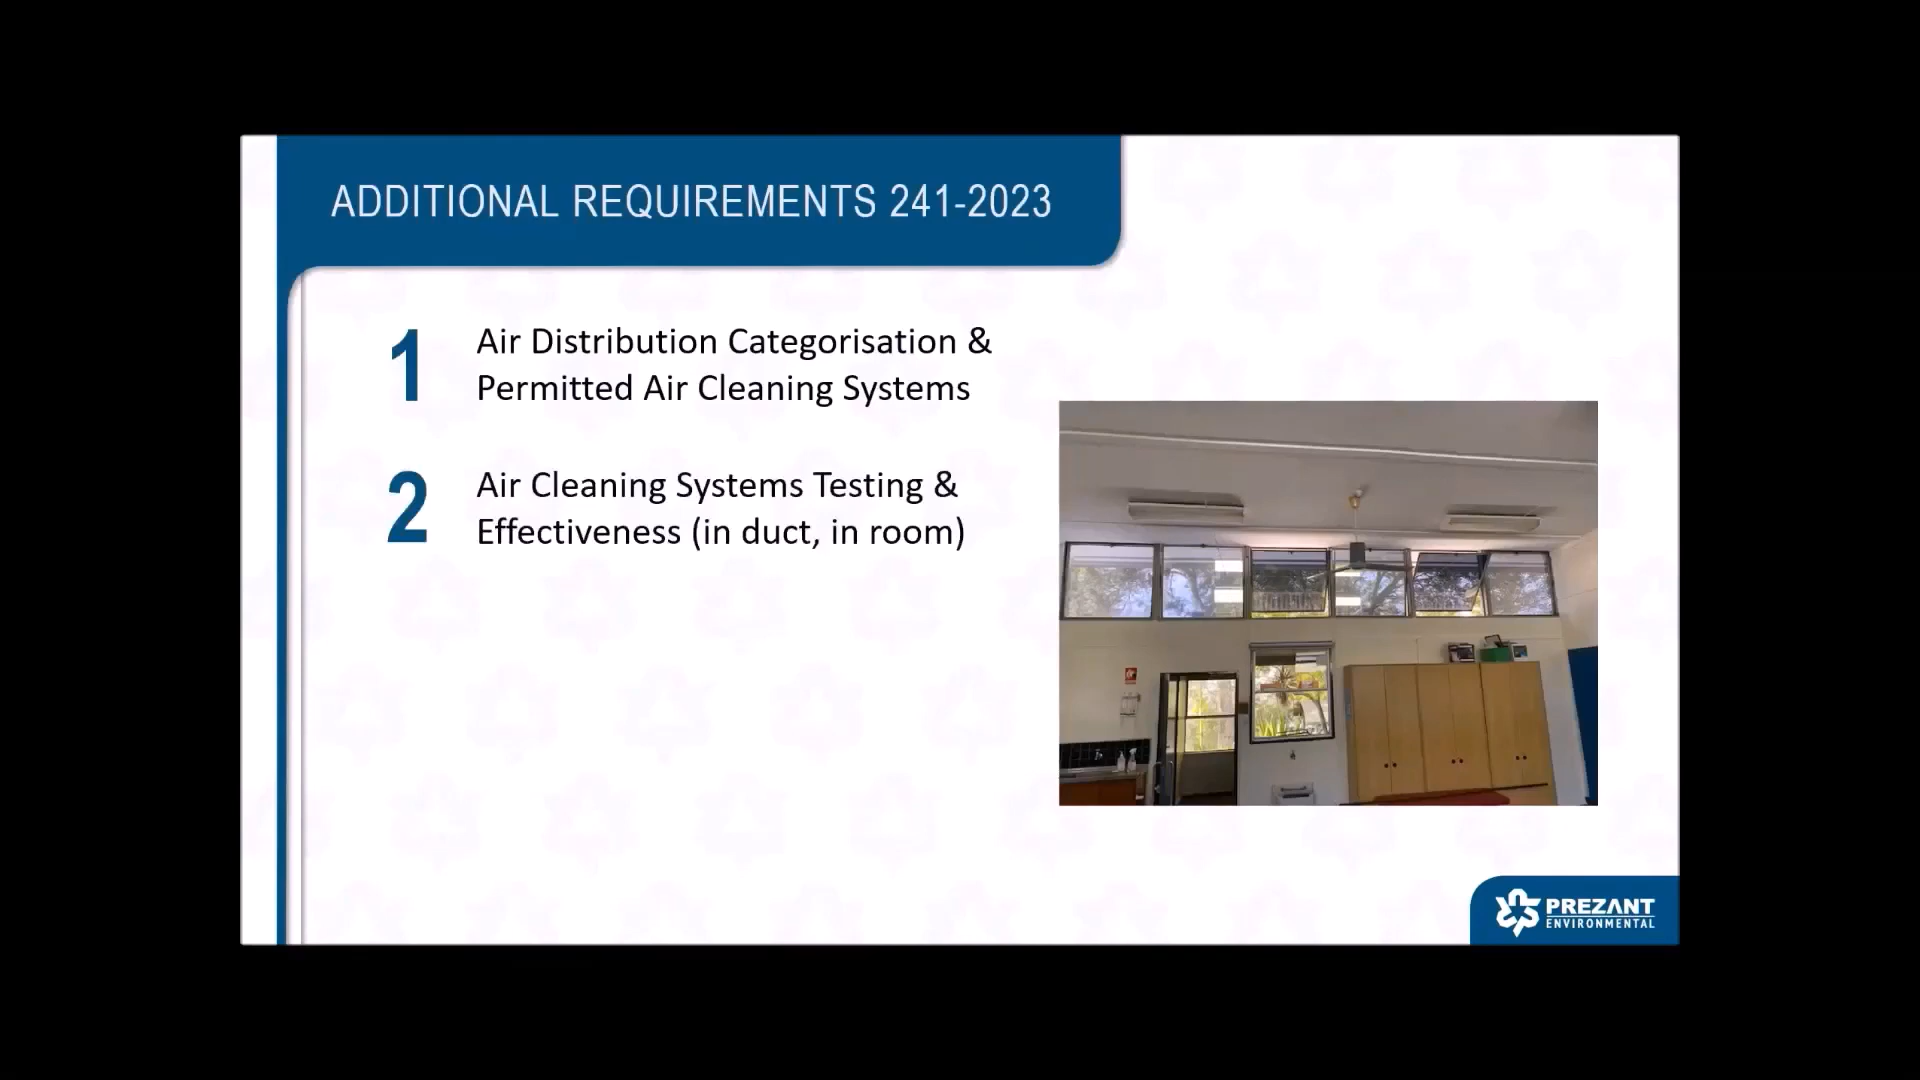 ADDITIONAL REQUIREMENTS 241-2023
1
Air Distribution Categorisation &
Permitted Air Cleaning Systems
2
Air Cleaning Systems Testing &
Effectiveness (in duct, in room)
PREZANT
ENVIRONMENTAL